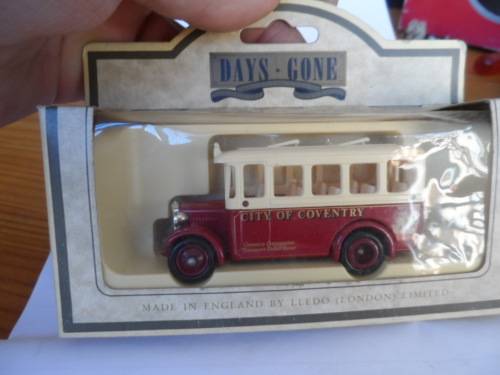 DAYS · GONE
CITY OF COVENTRY
MADE IN ENGLAND BY LLEDO (LONDON) LIMITED